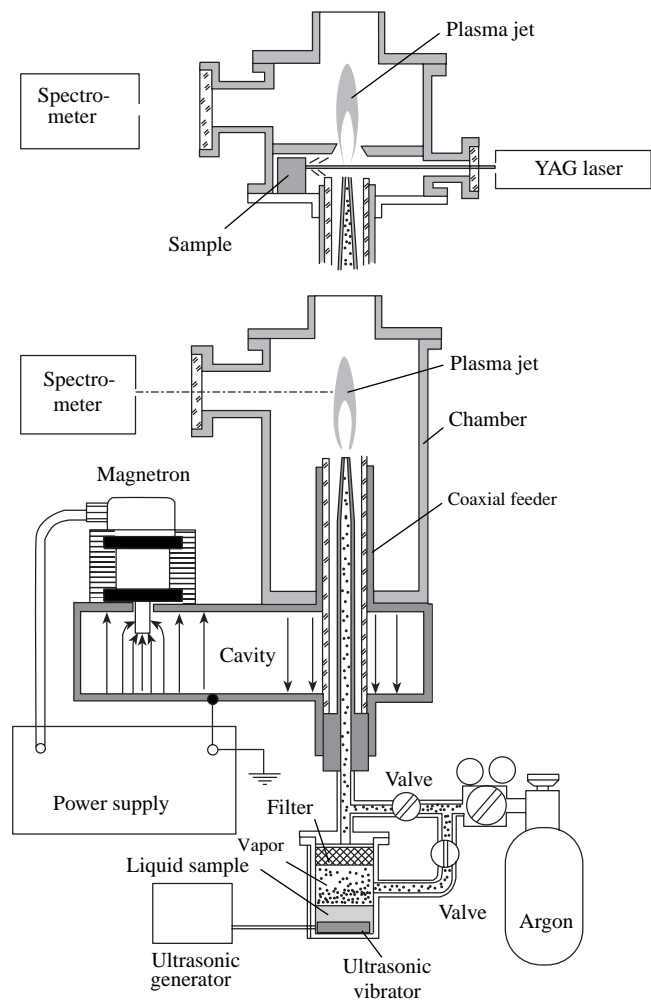 Plasma jet
Spectro-
meter
YAG laser
Sample
Plasma jet
Spectro-
meter
Chamber
Magnetron
Coaxial feeder
Cavity
Valve
Power supply
Filter
Vapor
Liquid sample
Valve
Argon
Ultrasonic
generator
Ultrasonic
vibrator